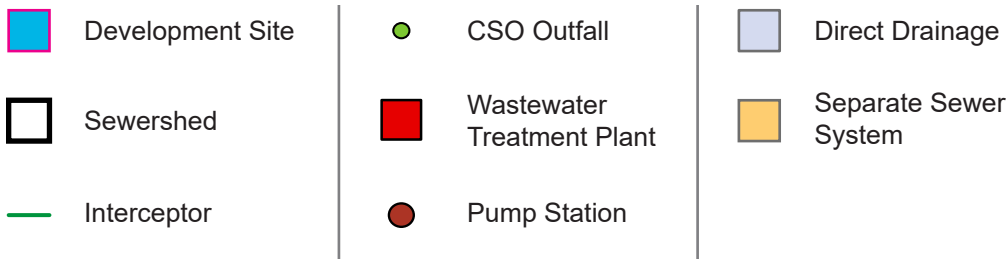 Development Site
Sewershed
Interceptor
CSO Outfall
Wastewater
Treatment Plant
Pump Station
Direct Drainage
Separate Sewer
System